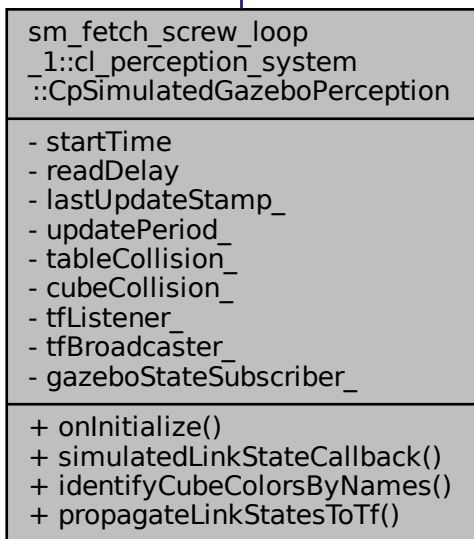 sm_fetch_screw_loop
_1::cl_perception_system
::CpSimulatedGazeboPerception
- startTime
- readDelay
- lastUpdateStamp_
- updatePeriod_
- tableCollision_
- cubeCollision_
- tfListener_
- tfBroadcaster_
- gazeboStateSubscriber_
+ onInitialize()
+ simulatedLinkStateCallback()
+ identifyCubeColorsByNames()
+ propagateLinkStatesToTf()